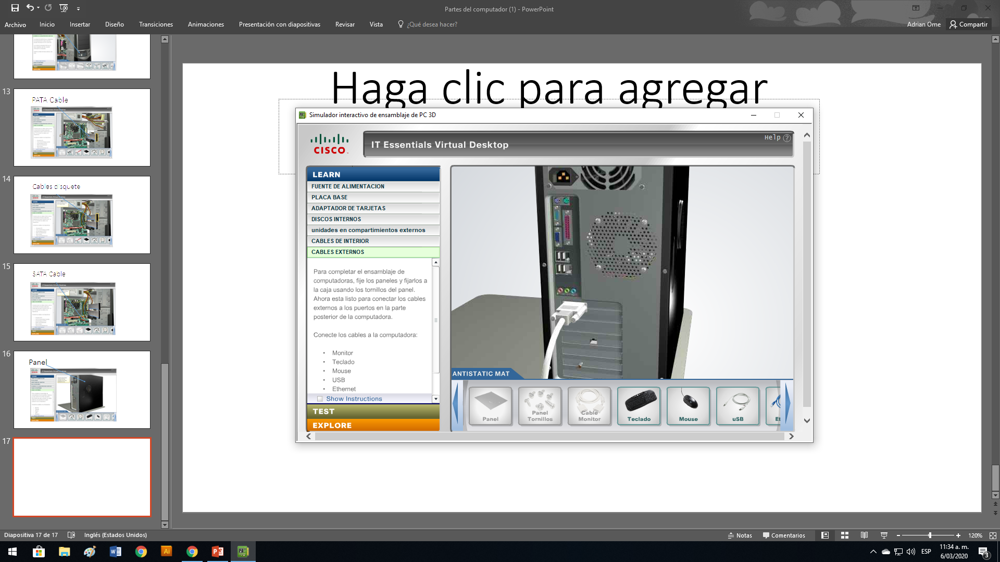 Partes del computador (1) - PowerPoint
Archivo Inicio Insertar Diseño Transiciones Animaciones Presentación con diapositivas Revisar Vista ¿Qué desea hacer? Adrian Ome Compartir
13
PATA Cable
14
Cables disquete
15
SATA Cable
16
Panel
17
Haga clic para agregar
Simulador interactivo de ensamblaje de PC 3D
CISCO
IT Essentials Virtual Desktop
Help ?
LEARN
FUENTE DE ALIMENTACION
PLACA BASE
ADAPTADOR DE TARJETAS
DISCOS INTERNOS
unidades en compartimientos externos
CABLES DE INTERIOR
CABLES EXTERNOS
Para completar el ensamblaje de
computadoras, fije los paneles y fijarlos a
la caja usando los tornillos del panel.
Ahora esta listo para conectar los cables
externos a los puertos en la parte
posterior de la computadora.
Conecte los cables a la computadora:
• Monitor
• Teclado
• Mouse
• USB
• Ethernet
Show Instructions
TEST
EXPLORE
ANTISTATIC MAT
Panel
Panel Tornillos
Cable Monitor
Teclado
Mouse
uSB
Et
Diapositiva 17 de 17 Inglés (Estados Unidos) Notas Comentarios 120%
ESP
11:34 a. m.
6/03/2020
3